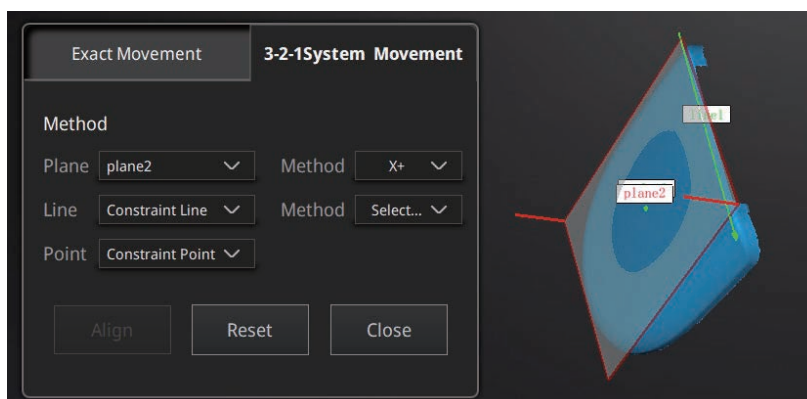 Exact Movement
3-2-1System Movement
Method
Plane plane2 Method X+
Line Constraint Line Method Select...
Point Constraint Point
Align Reset Close
line1
plane2